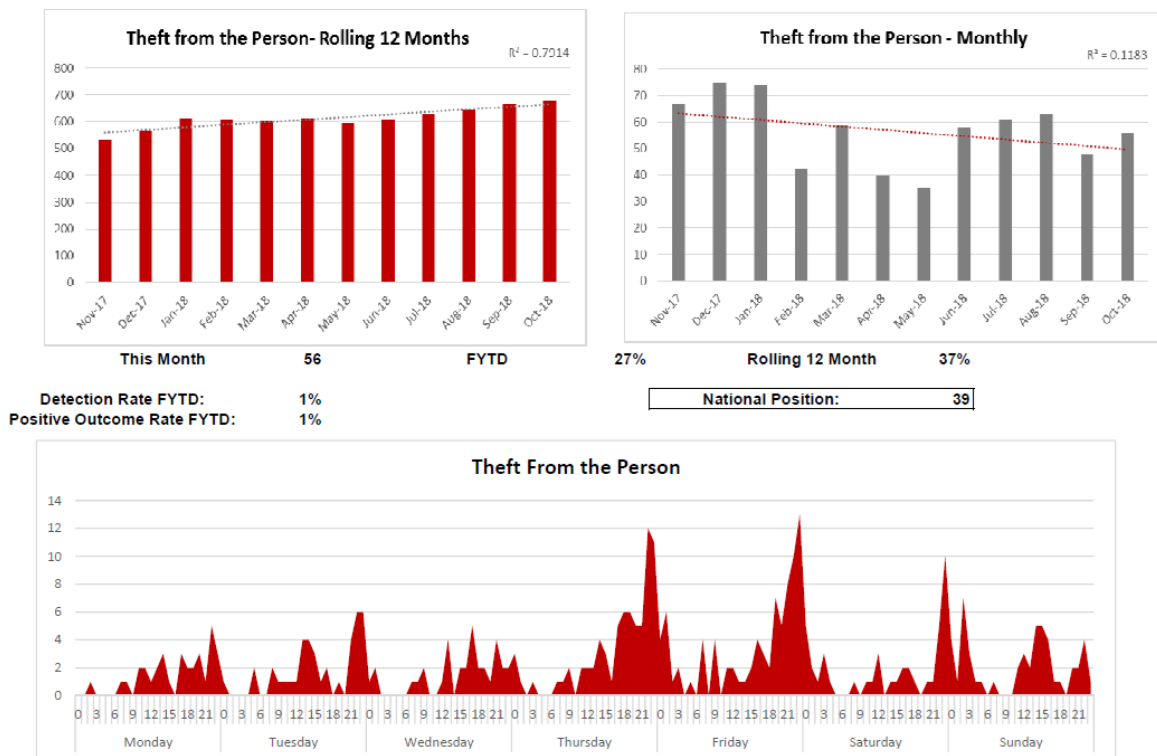 Theft from the Person- Rolling 12 Months
R² = 0.7914
800
700
600
500
400
300
200
100
0
Nov-17 Dec-17 Jan-18 Feb-18 Mar-18 Apr-18 May-18 Jun-18 Jul-18 Aug-18 Sep-18 Oct-18
Theft from the Person - Monthly
R² = 0.1183
80
70
60
50
40
30
20
10
0
Nov-17 Dec-17 Jan-18 Feb-18 Mar-18 Apr-18 May-18 Jun-18 Jul-18 Aug-18 Sep-18 Oct-18
This Month 56 FYTD 27% Rolling 12 Month 37%
Detection Rate FYTD: 1% National Position: 39
Positive Outcome Rate FYTD: 1%
Theft From the Person
14
12
10
8
6
4
2
0
0 3 6 9 12 15 18 21 0 3 6 9 12 15 18 21 0 3 6 9 12 15 18 21 0 3 6 9 12 15 18 21 0 3 6 9 12 15 18 21 0 3 6 9 12 15 18 21 0 3 6 9 12 15 18 21
Monday Tuesday Wednesday Thursday Friday Saturday Sunday